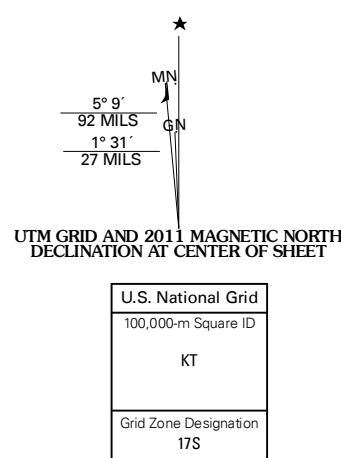 MN
5° 9´
92 MILS
GN
1° 31´
27 MILS
UTM GRID AND 2011 MAGNETIC NORTH
DECLINATION AT CENTER OF SHEET
U.S. National Grid
100,000-m Square ID
KT
Grid Zone Designation
17S